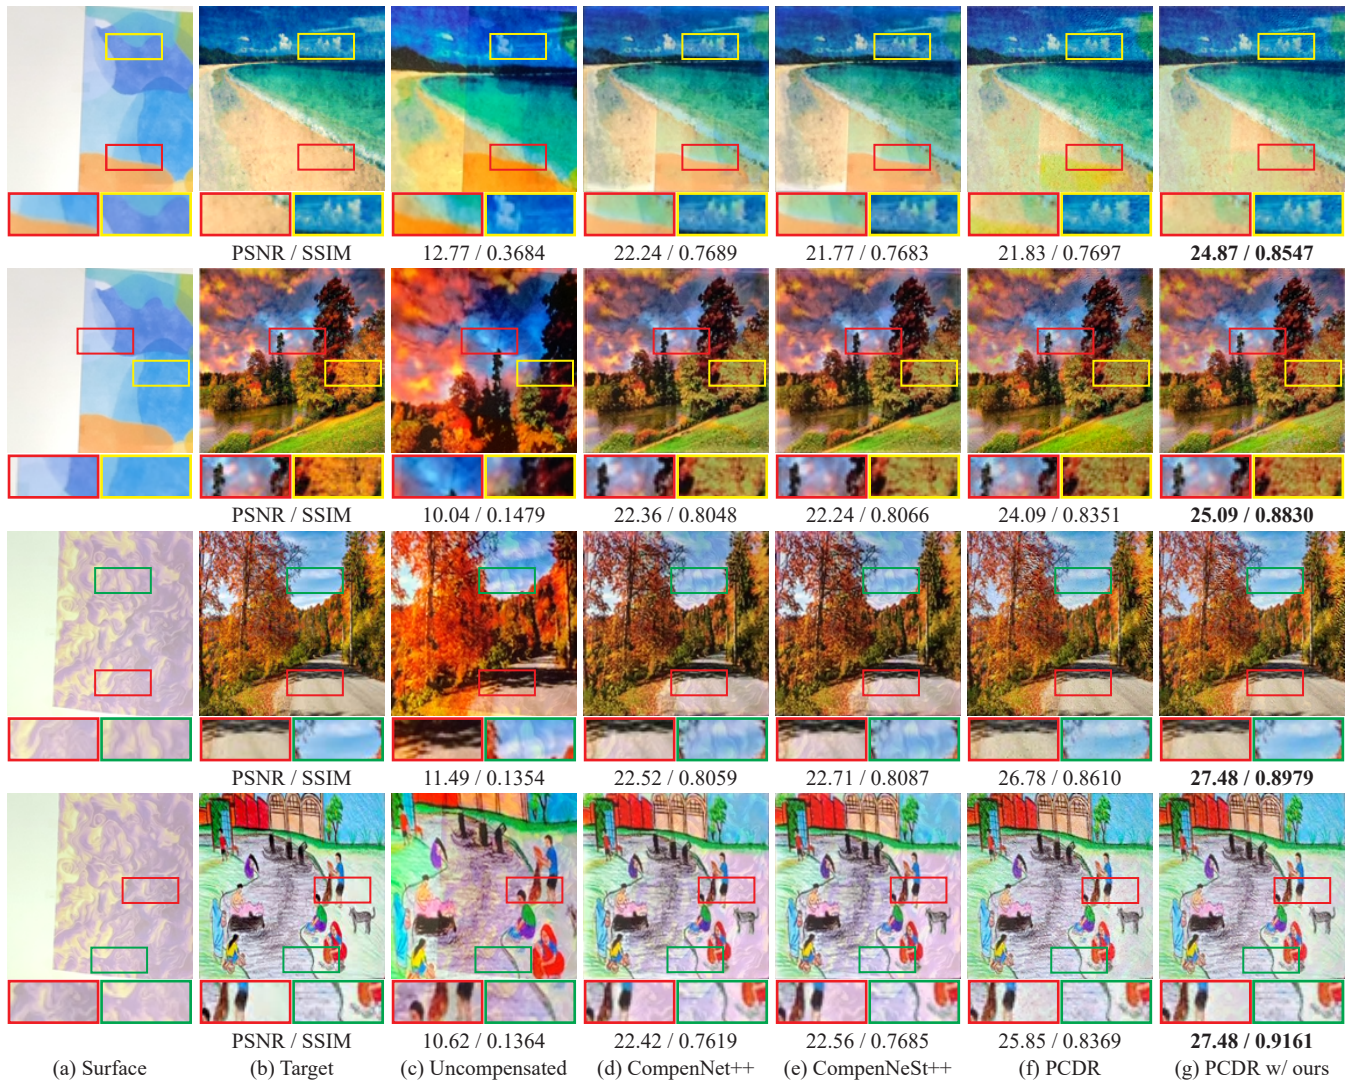 PSNR / SSIM 12.77 / 0.3684 22.24 / 0.7689 21.77 / 0.7683 21.83 / 0.7697 24.87 / 0.8547
PSNR / SSIM 10.04 / 0.1479 22.36 / 0.8048 22.24 / 0.8066 24.09 / 0.8351 25.09 / 0.8830
PSNR / SSIM 11.49 / 0.1354 22.52 / 0.8059 22.71 / 0.8087 26.78 / 0.8610 27.48 / 0.8979
PSNR / SSIM 10.62 / 0.1364 22.42 / 0.7619 22.56 / 0.7685 25.85 / 0.8369 27.48 / 0.9161
(a) Surface (b) Target (c) Uncompensated (d) CompenNet++ (e) CompenNeSt++ (f) PCDR (g) PCDR w/ ours